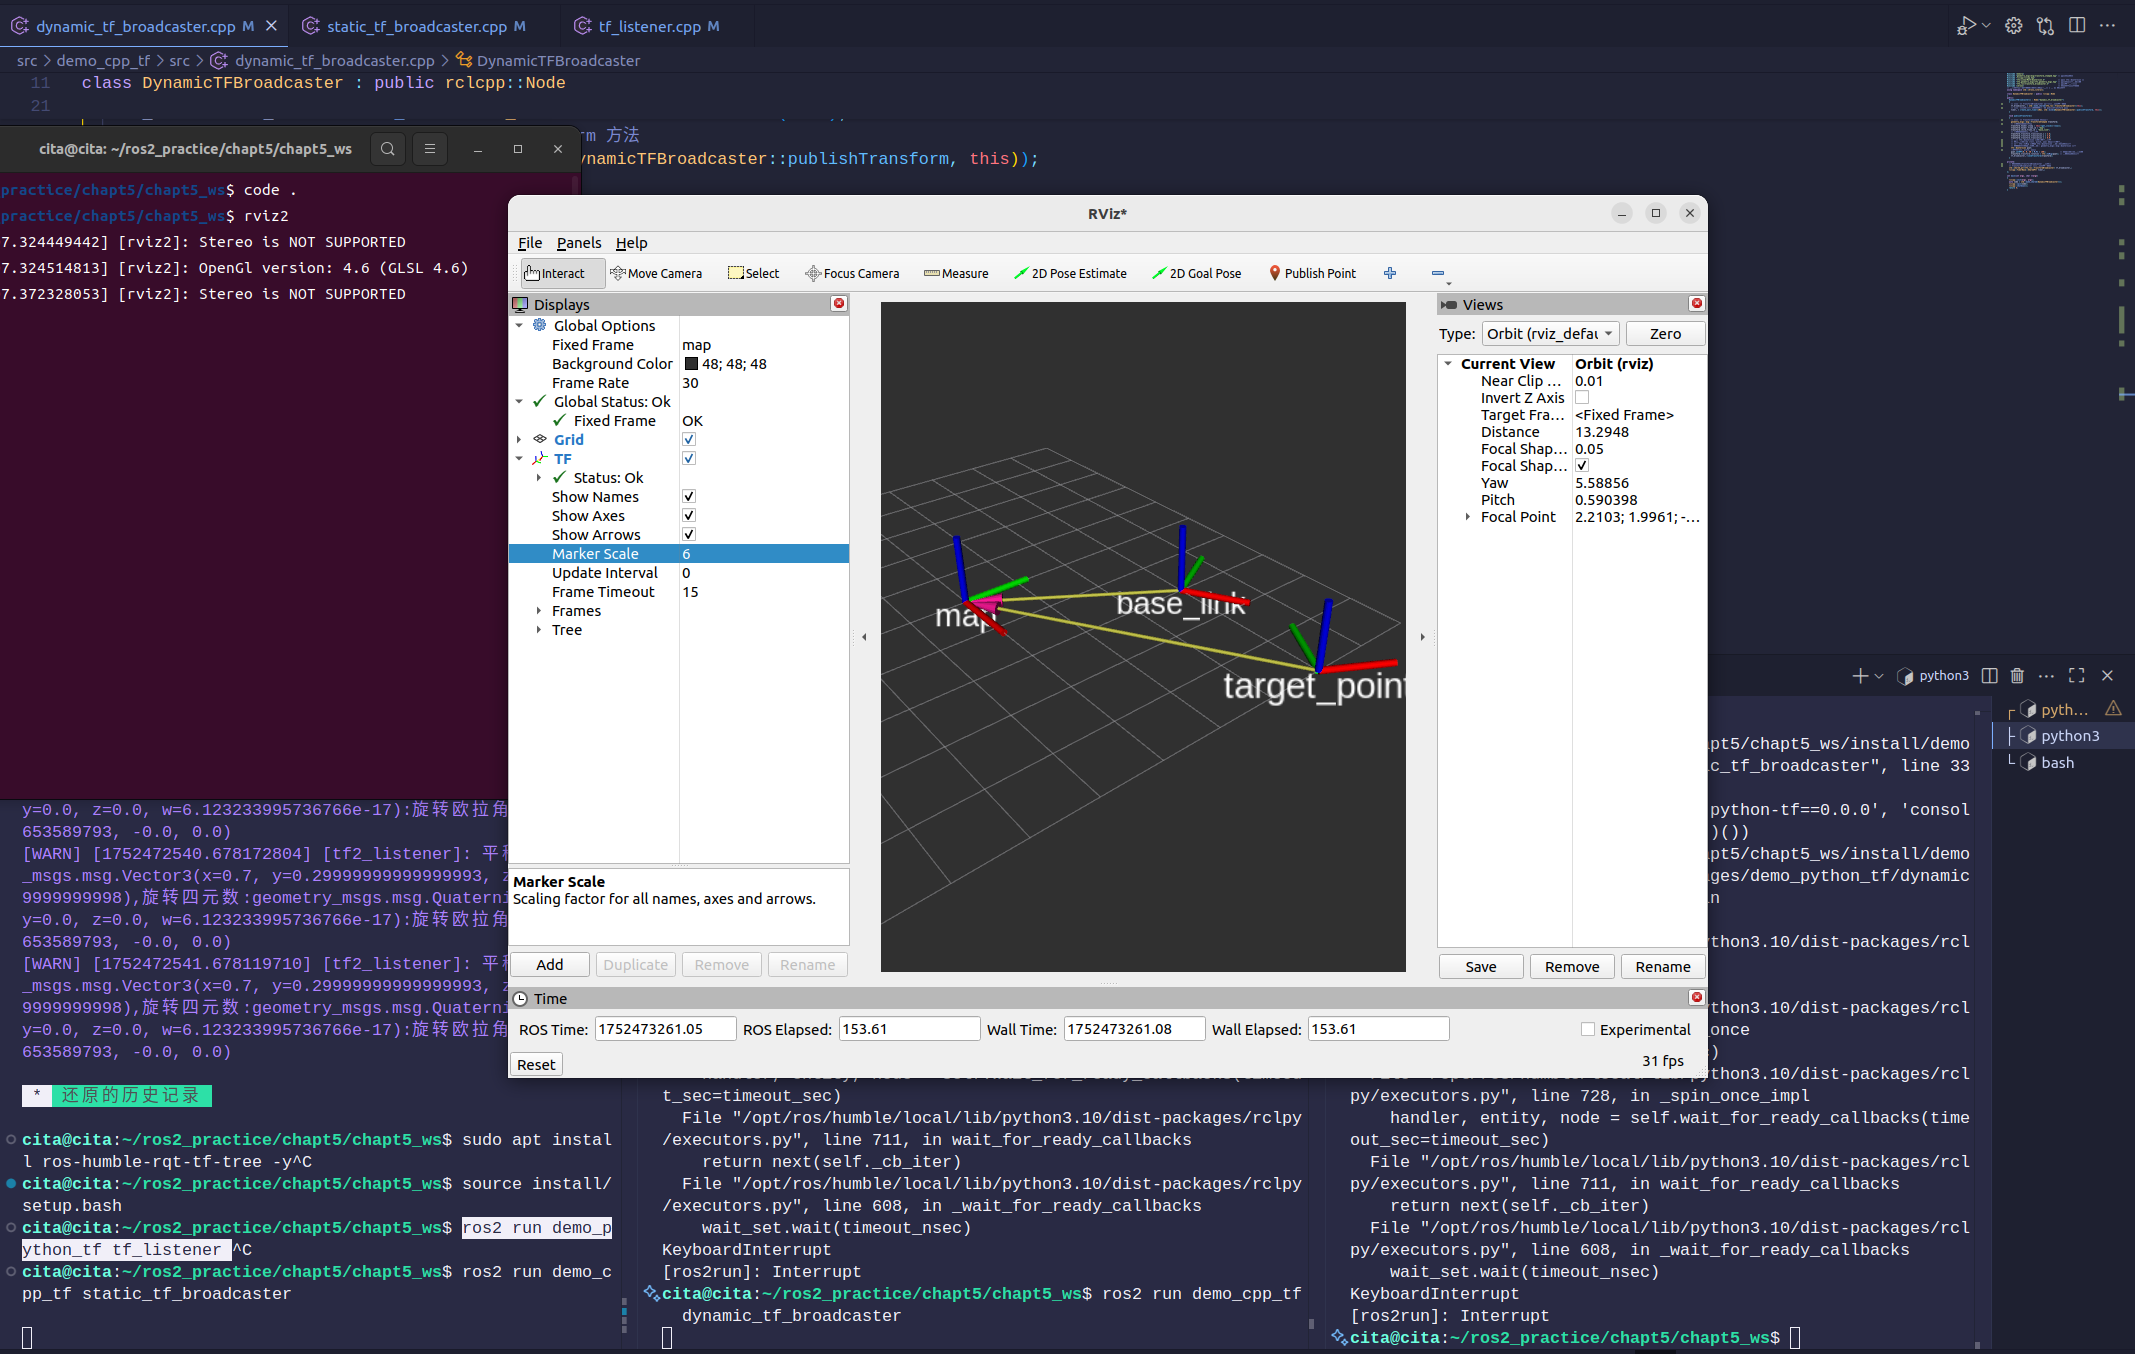 dynamic_tf_broadcaster.cpp M
static_tf_broadcaster.cpp M
tf_listener.cpp M
src > demo_cpp_tf > src > dynamic_tf_broadcaster.cpp > DynamicTFBroadcaster
11 class DynamicTFBroadcaster : public rclcpp::Node
21
rm 方法
ynamicTFBroadcaster::publishTransform, this));
cita@cita: ~/ros2_practice/chapt5/chapt5_ws
practice/chapt5/chapt5_ws$ code .
practice/chapt5/chapt5_ws$ rviz2
7.324449442] [rviz2]: Stereo is NOT SUPPORTED
7.324514813] [rviz2]: OpenGl version: 4.6 (GLSL 4.6)
7.372328053] [rviz2]: Stereo is NOT SUPPORTED
RViz*
File Panels Help
Interact Move Camera Select Focus Camera Measure 2D Pose Estimate 2D Goal Pose Publish Point
Displays
Global Options
Fixed Frame map
Background Color 48; 48; 48
Frame Rate 30
Global Status: Ok
Fixed Frame OK
Grid
TF
Status: Ok
Show Names
Show Axes
Show Arrows
Marker Scale 6
Update Interval 0
Frame Timeout 15
Frames
Tree
Marker Scale
Scaling factor for all names, axes and arrows.
Add Duplicate Remove Rename
map
base_link
target_point
Views
Type: Orbit (rviz_defau Zero
Current View Orbit (rviz)
Near Clip ... 0.01
Invert Z Axis
Target Fra... <Fixed Frame>
Distance 13.2948
Focal Shap... 0.05
Focal Shap...
Yaw 5.58856
Pitch 0.590398
Focal Point 2.2103; 1.9961; -...
Save Remove Rename
Time
ROS Time: 1752473261.05 ROS Elapsed: 153.61 Wall Time: 1752473261.08 Wall Elapsed: 153.61 Experimental
Reset 31 fps
python3
pyth...
python3
bash
y=0.0, z=0.0, w=6.123233995736766e-17):旋转欧拉角
653589793, -0.0, 0.0)
[WARN] [1752472540.678172804] [tf2_listener]: 平
_msgs.msg.Vector3(x=0.7, y=0.29999999999999993, z
9999999998),旋转四元数:geometry_msgs.msg.Quaterni
y=0.0, z=0.0, w=6.123233995736766e-17):旋转欧拉角
653589793, -0.0, 0.0)
[WARN] [1752472541.678119710] [tf2_listener]: 平
_msgs.msg.Vector3(x=0.7, y=0.29999999999999993, z
9999999998),旋转四元数:geometry_msgs.msg.Quaterni
y=0.0, z=0.0, w=6.123233995736766e-17):旋转欧拉角
653589793, -0.0, 0.0)
* 还原的历史记录
cita@cita:~/ros2_practice/chapt5/chapt5_ws$ sudo apt instal
l ros-humble-rqt-tf-tree -y^C
cita@cita:~/ros2_practice/chapt5/chapt5_ws$ source install/
setup.bash
cita@cita:~/ros2_practice/chapt5/chapt5_ws$ ros2 run demo_p
ython_tf tf_listener ^C
cita@cita:~/ros2_practice/chapt5/chapt5_ws$ ros2 run demo_c
pp_tf static_tf_broadcaster
t_sec=timeout_sec)
File "/opt/ros/humble/local/lib/python3.10/dist-packages/rclpy
/executors.py", line 711, in wait_for_ready_callbacks
return next(self._cb_iter)
File "/opt/ros/humble/local/lib/python3.10/dist-packages/rclpy
/executors.py", line 608, in _wait_for_ready_callbacks
wait_set.wait(timeout_nsec)
KeyboardInterrupt
[ros2run]: Interrupt
cita@cita:~/ros2_practice/chapt5/chapt5_ws$ ros2 run demo_cpp_tf
dynamic_tf_broadcaster
pt5/chapt5_ws/install/demo
c_tf_broadcaster", line 33
python-tf==0.0.0', 'consol
)())
pt5/chapt5_ws/install/demo
ges/demo_python_tf/dynamic
n
thon3.10/dist-packages/rcl
thon3.10/dist-packages/rcl
_once
)
python3.10/dist-packages/rcl
py/executors.py", line 728, in _spin_once_impl
handler, entity, node = self.wait_for_ready_callbacks(time
out_sec=timeout_sec)
File "/opt/ros/humble/local/lib/python3.10/dist-packages/rcl
py/executors.py", line 711, in wait_for_ready_callbacks
return next(self._cb_iter)
File "/opt/ros/humble/local/lib/python3.10/dist-packages/rcl
py/executors.py", line 608, in _wait_for_ready_callbacks
wait_set.wait(timeout_nsec)
KeyboardInterrupt
[ros2run]: Interrupt
cita@cita:~/ros2_practice/chapt5/chapt5_ws$